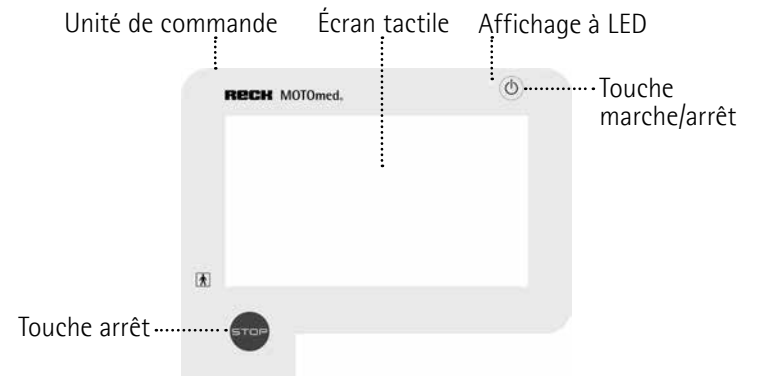 Unité de commande
Écran tactile
Affichage à LED
RECK MOTOmed.
Touche
marche/arrêt
Touche arrêt
STOP